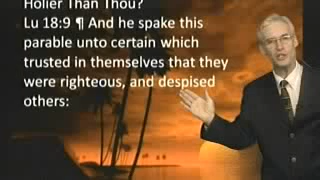 Holier Than Thou?
Lu 18:9 ¶ And he spake this
parable unto certain which
trusted in themselves that they
were righteous, and despised
others: